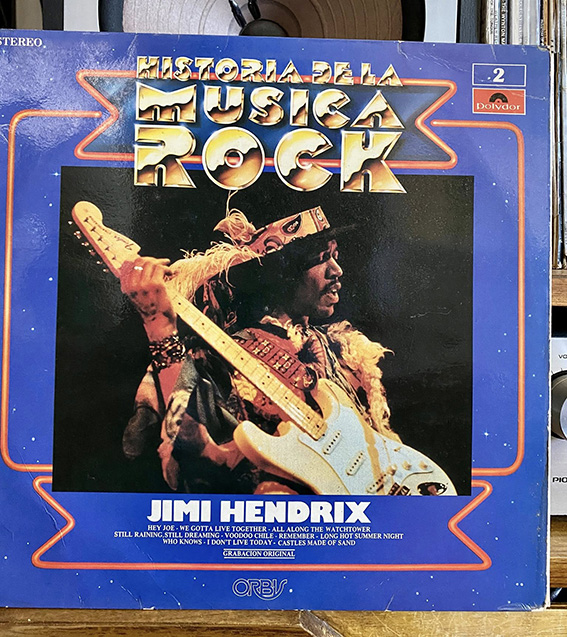 STEREO
HISTORIA DE LA
MUSICA
ROCK
2
Polydor
JIMI HENDRIX
HEY JOE - WE GOTTA LIVE TOGETHER - ALL ALONG THE WATCHTOWER
STILL RAINING, STILL DREAMING - VOODOO CHILE - REMEMBER - LONG HOT SUMMER NIGHT
WHO KNOWS - I DON'T LIVE TODAY - CASTLES MADE OF SAND
GRABACION ORIGINAL
ORBIS
PIO